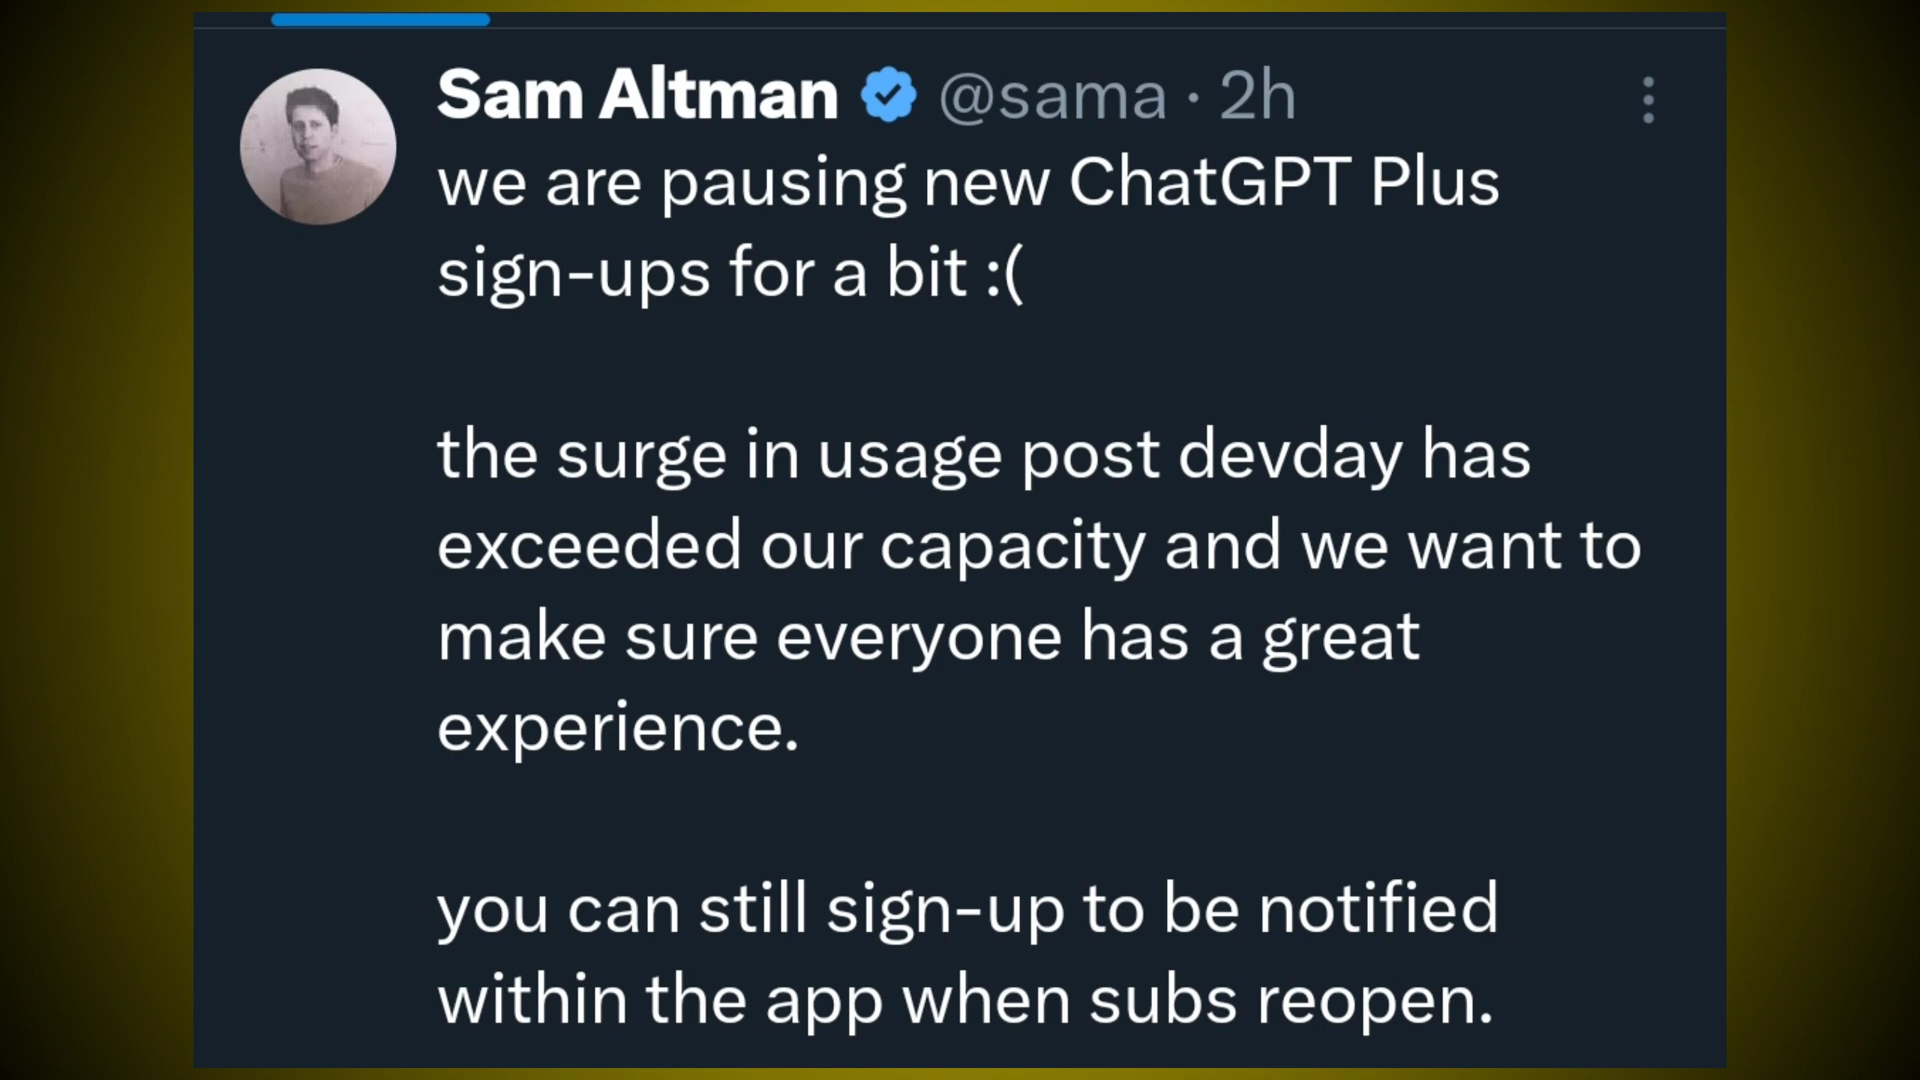 Sam Altman @sama · 2h
we are pausing new ChatGPT Plus
sign-ups for a bit :(
the surge in usage post devday has
exceeded our capacity and we want to
make sure everyone has a great
experience.
you can still sign-up to be notified
within the app when subs reopen.